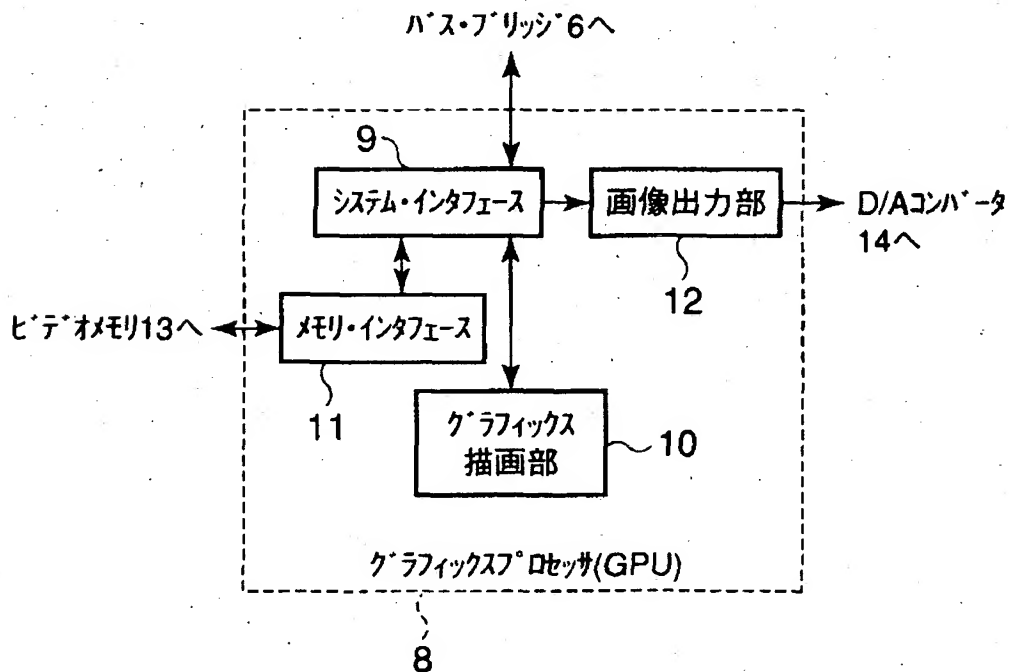 バス・ブリッジ6へ
9
システム・インタフェース
画像出力部
D/Aコンバータ
14へ
12
ビデオメモリ13へ
メモリ・インタフェース
11
グラフィックス
描画部
10
グラフィックスプロセッサ(GPU)
8